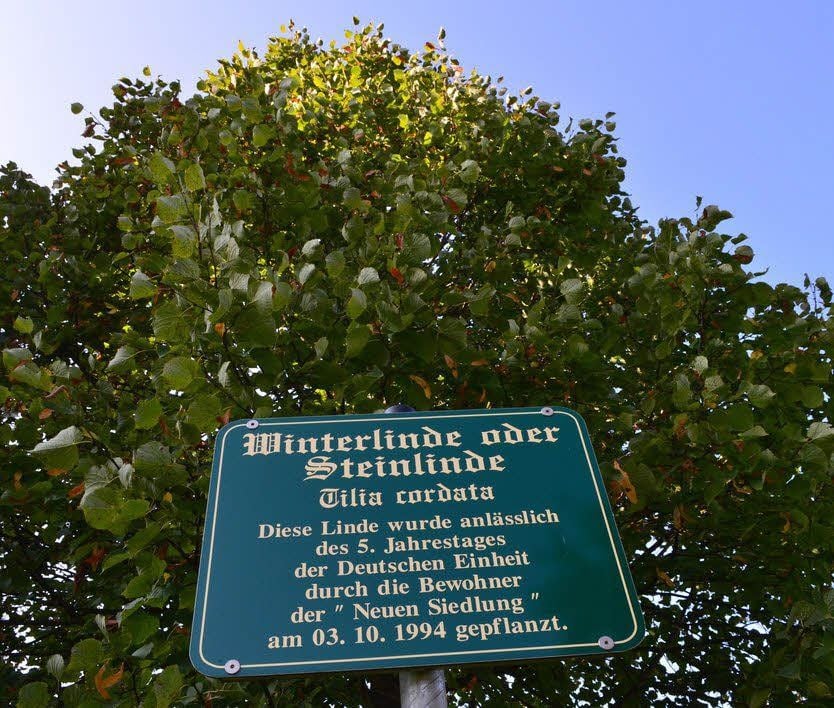 Winterlinde oder
Steinlinde
Tilia cordata
Diese Linde wurde anlässlich
des 5. Jahrestages
der Deutschen Einheit
durch die Bewohner
der " Neuen Siedlung "
am 03. 10. 1994 gepflanzt.